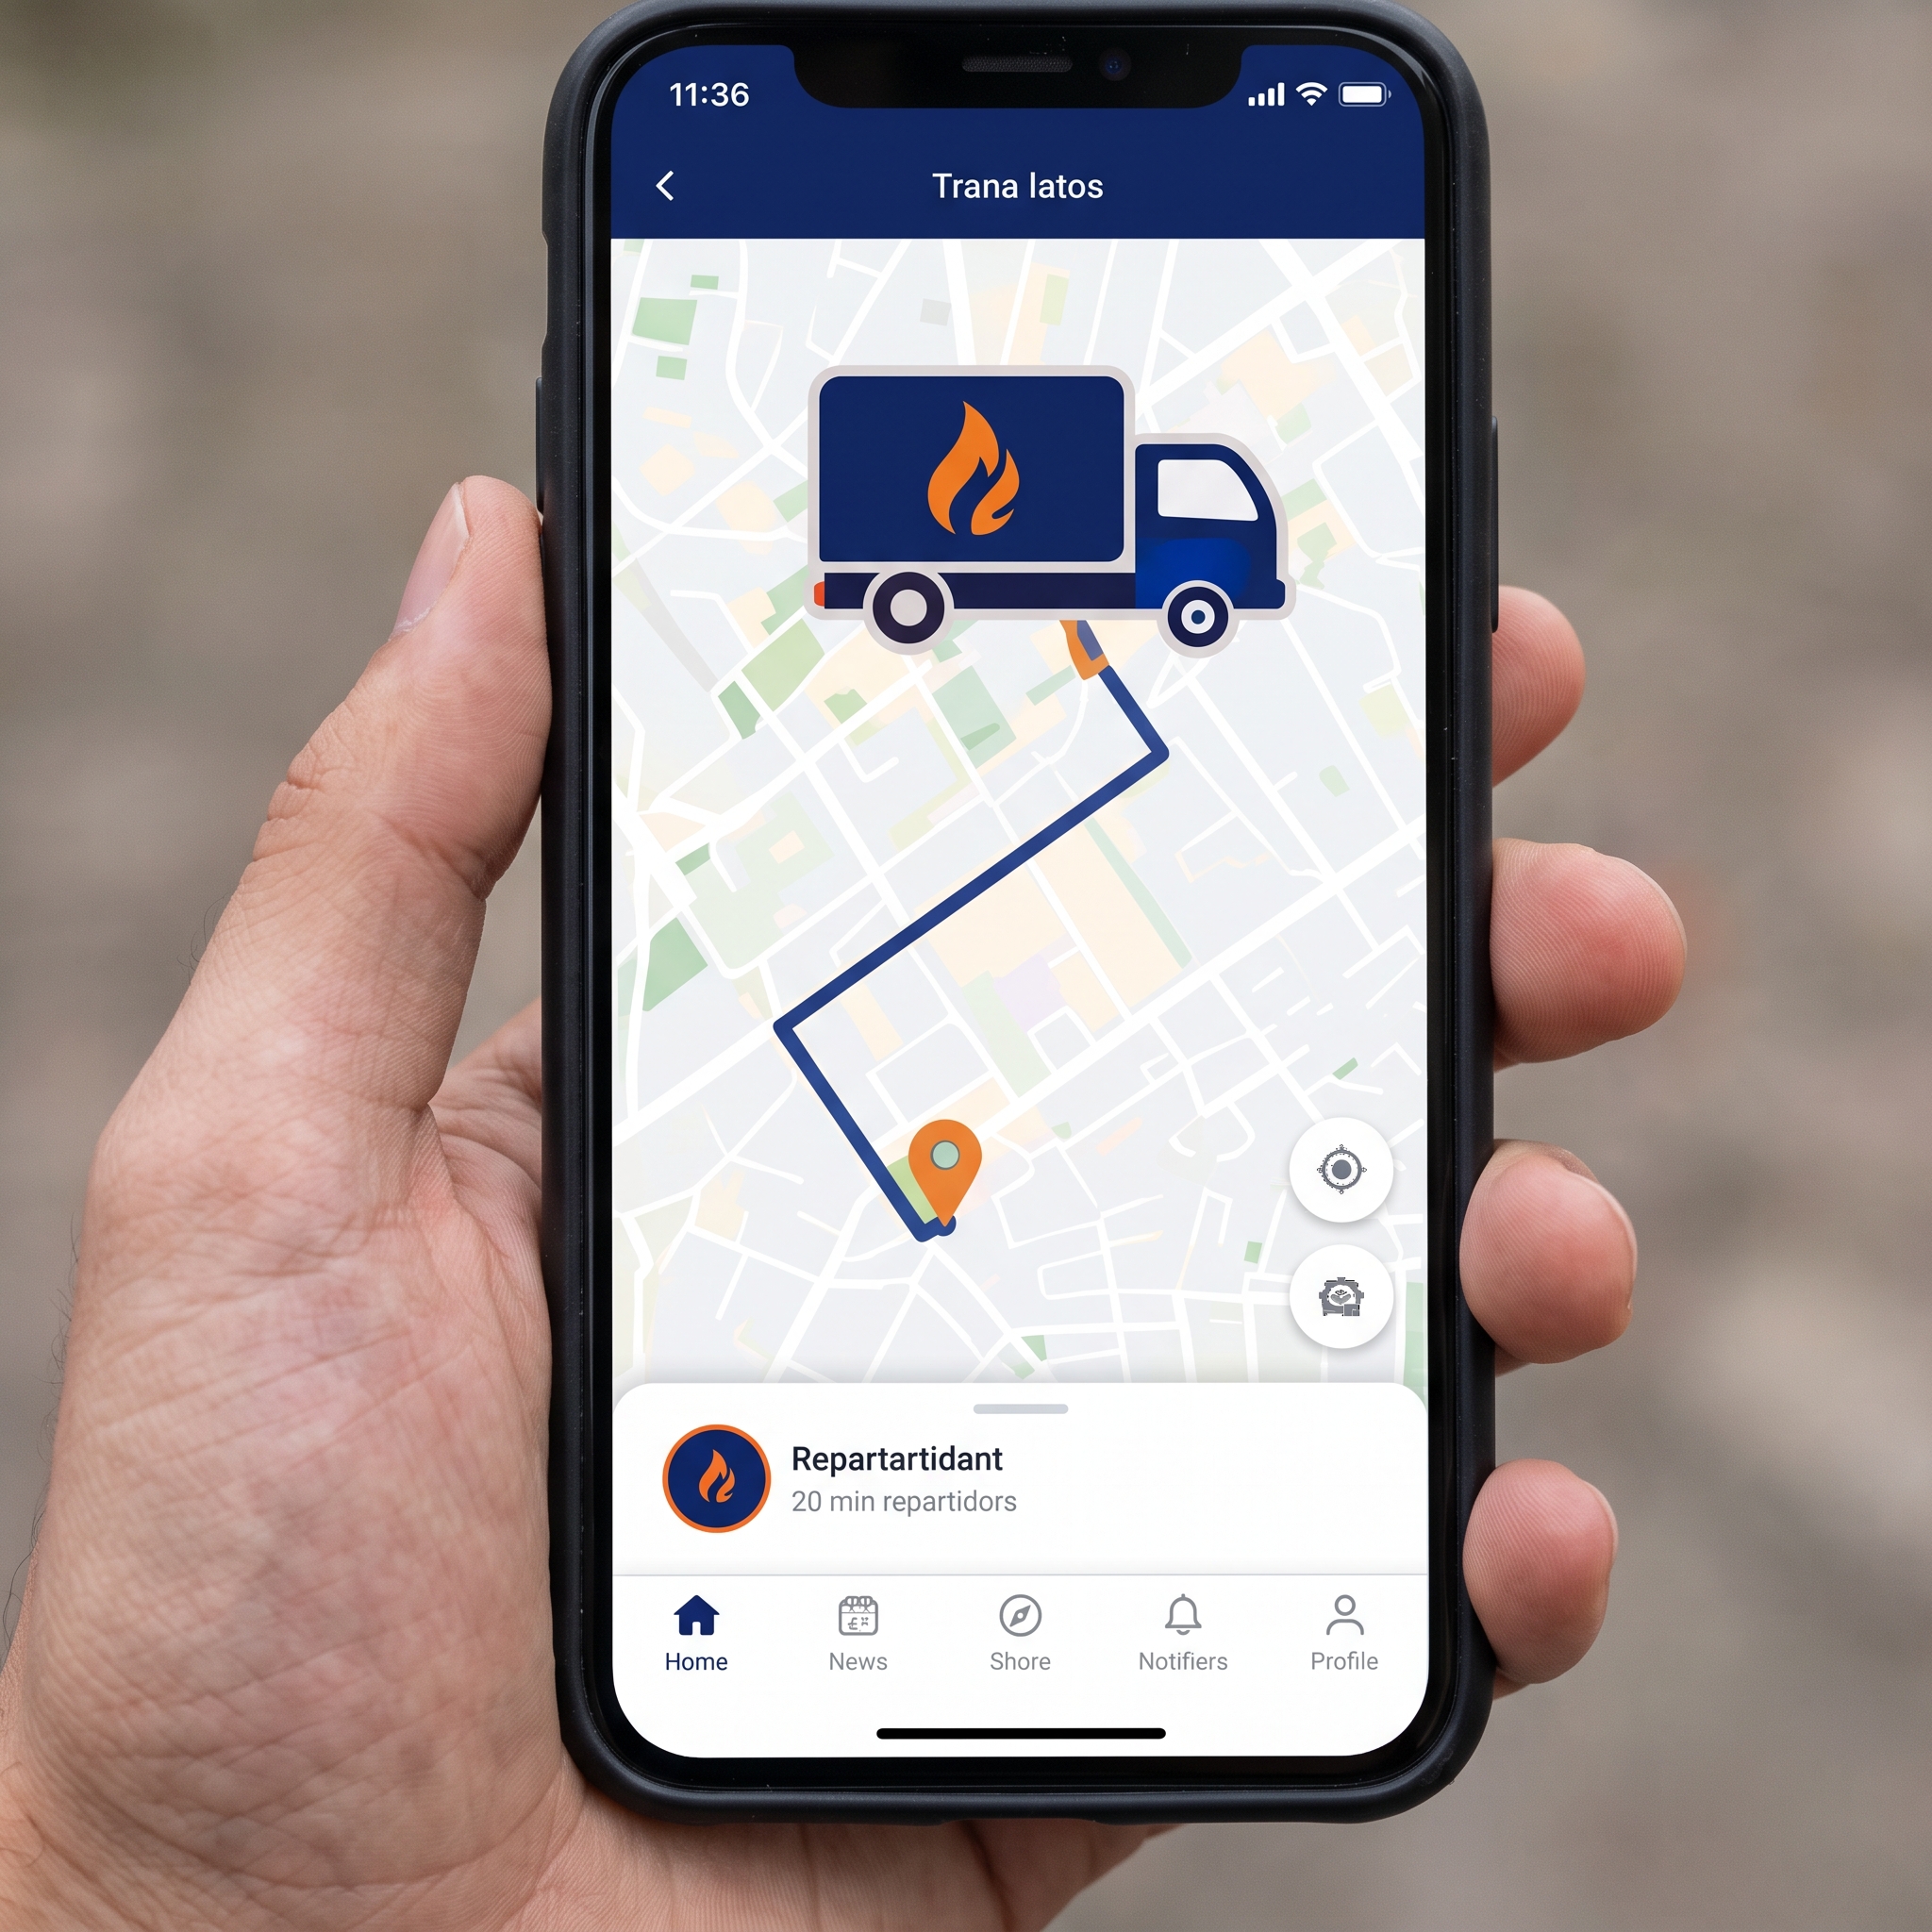 11:36
Trana latos
Repartartidant
20 min repartidors
Home
News
Shore
Notifiers
Profile